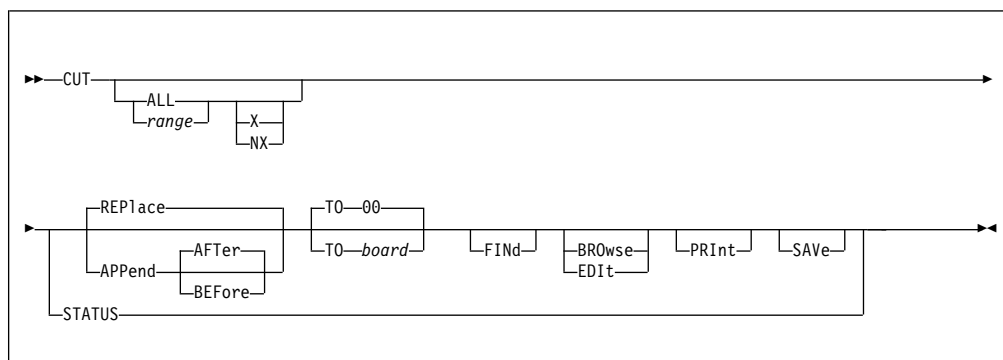 CUT
ALL
range
X
NX
REPlace
APPend
AFTer
BEFore
TO 00
TO board
FINd
BROwse
EDIt
PRInt
SAVe
STATUS